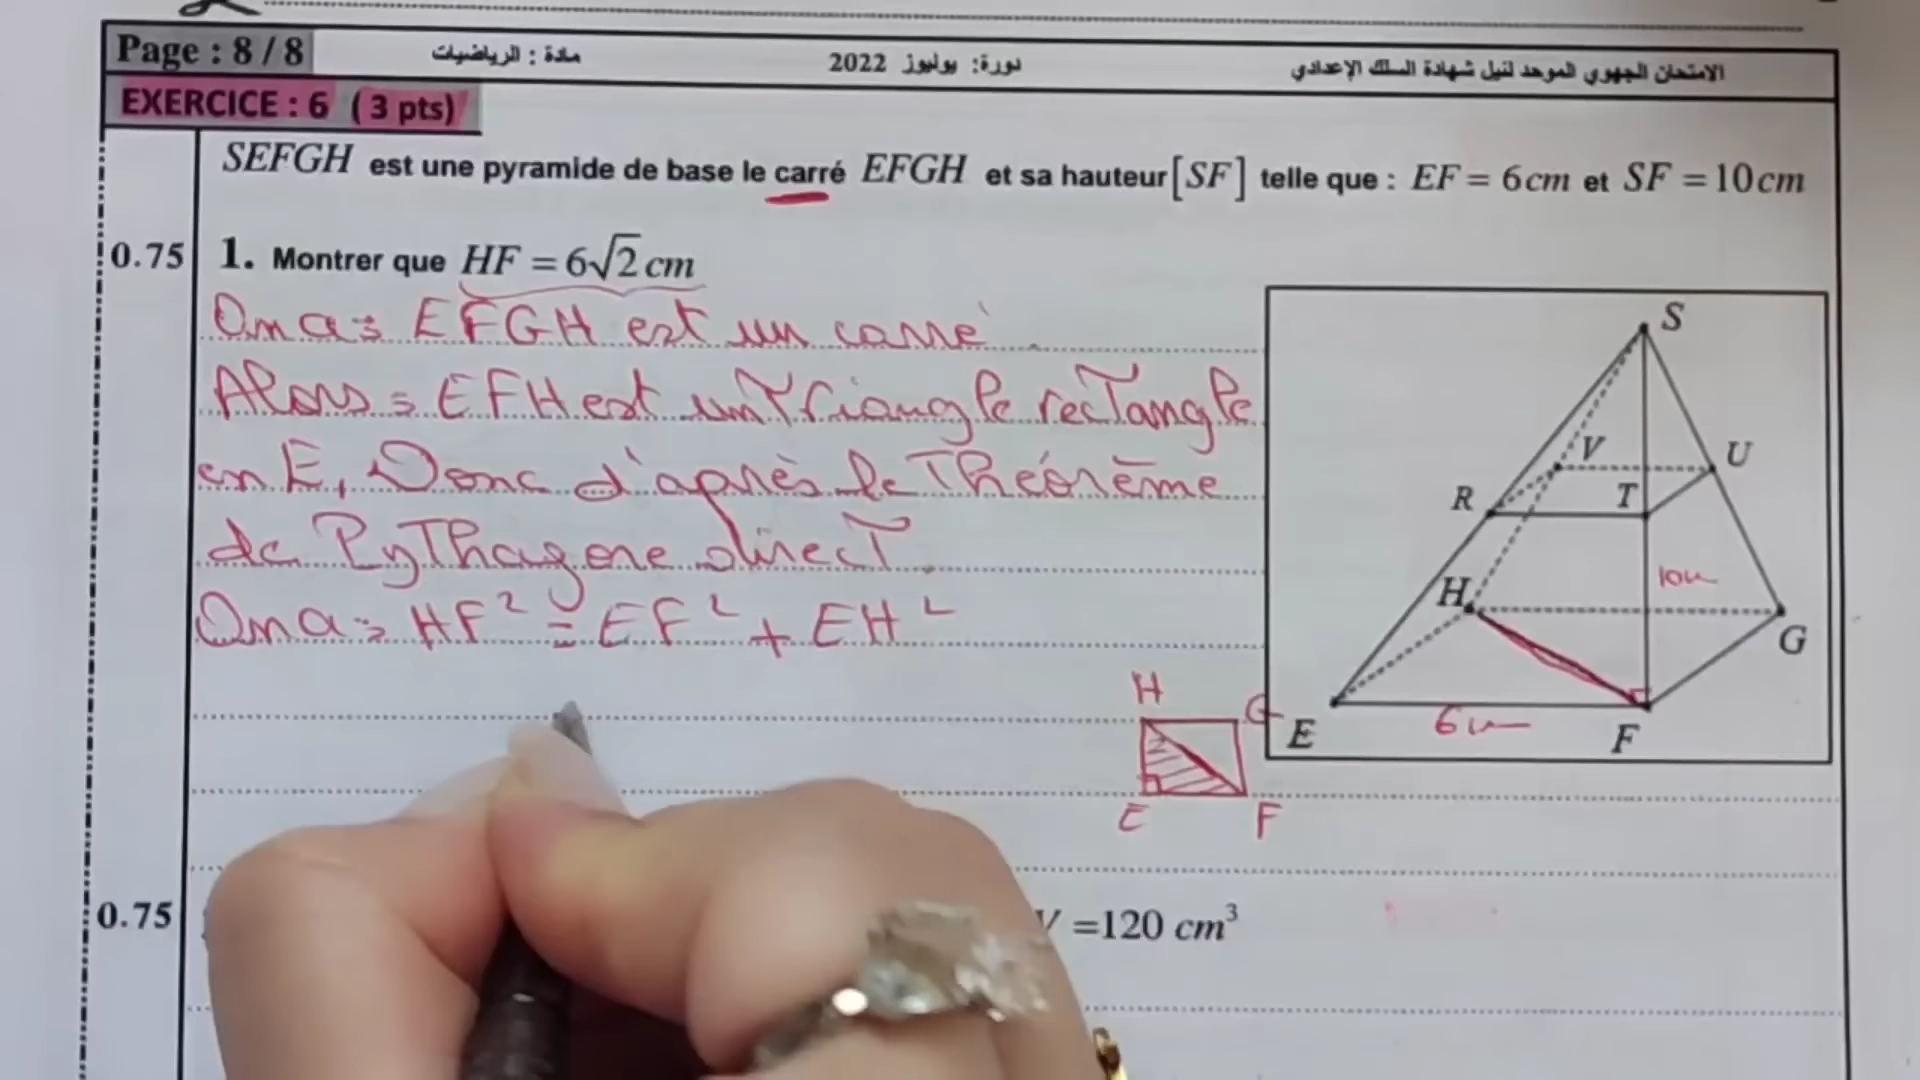 Page : 8 / 8
مادة : الرياضيات
دورة: يوليوز 2022
الامتحان الجهوي الموحد لنيل شهادة السلك الإعدادي
EXERCICE : 6 ( 3 pts)
SEFGH est une pyramide de base le carré EFGH et sa hauteur [SF] telle que : EF = 6cm et SF = 10cm
0.75 1. Montrer que HF = 6√2 cm
On a : EFGH est un carré.
Alors : EFH est un Triangle recTangle
en E, Donc d'après le Théorème
de PyThagore direcT.
On a : HF² = EF² + EH²
S
V
U
R
T
10cm
H
G
E
6cm
F
H
G
E
F
0.75
V =120 cm³